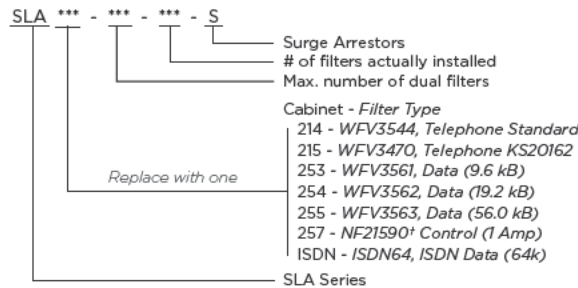 SLA *** - *** - *** - S
Surge Arrestors
# of filters actually installed
Max. number of dual filters
Cabinet - Filter Type
214 - WFV3544, Telephone Standard
215 - WFV3470, Telephone KS20162
253 - WFV3561, Data (9.6 kB)
Replace with one
254 - WFV3562, Data (19.2 kB)
255 - WFV3563, Data (56.0 kB)
257 - NF21590† Control (1 Amp)
ISDN - ISDN64, ISDN Data (64k)
SLA Series